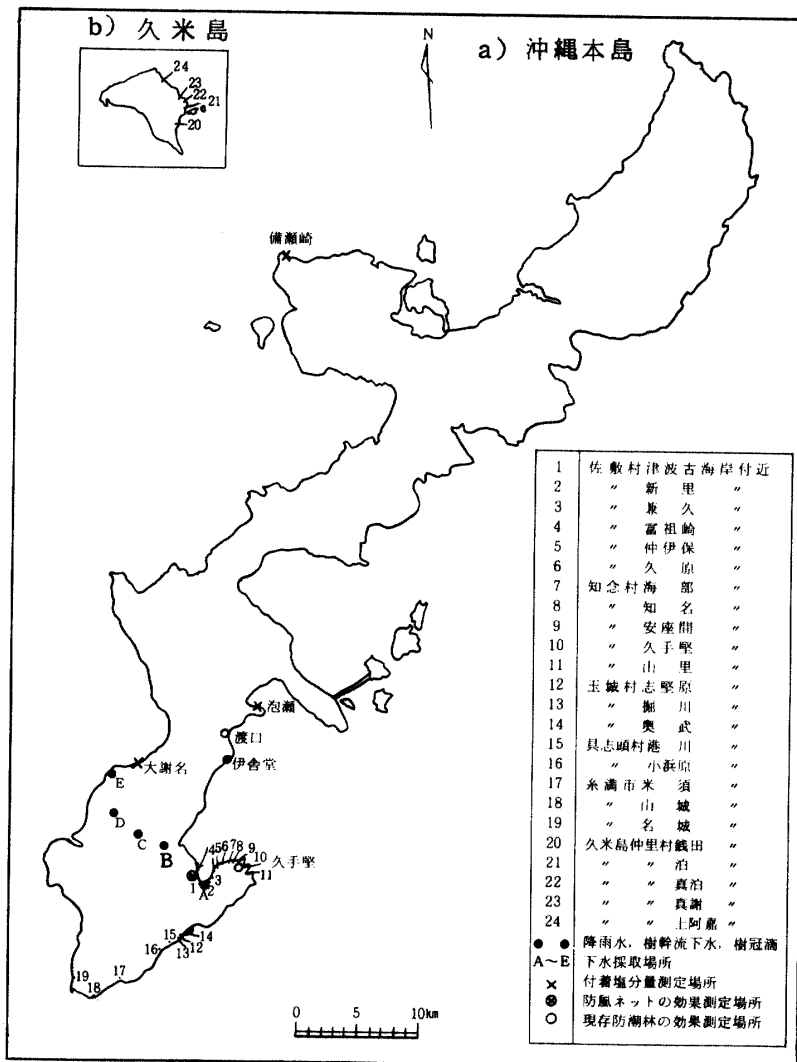 b) 久米島
a) 沖縄本島
N
24
23
22
21
20
備瀬崎
泡瀬
渡口
伊舎堂
大謝名
E
D
C
B
A
久手堅
1
2
3
4
5
6
7
8
9
10
11
12
13
14
15
16
17
18
19
0 5 10km
1 佐敷村津波古海岸付近
2 〃 新里 〃
3 〃 兼久 〃
4 〃 冨祖崎 〃
5 〃 仲伊保 〃
6 〃 久原 〃
7 知念村海部 〃
8 〃 知名 〃
9 〃 安座間 〃
10 〃 久手堅 〃
11 〃 山里 〃
12 玉城村志堅原 〃
13 〃 掘川 〃
14 〃 奥武 〃
15 具志頭村港川 〃
16 〃 小浜原 〃
17 糸満市米須 〃
18 〃 山城 〃
19 〃 名城 〃
20 久米島仲里村銭田 〃
21 〃 〃 泊 〃
22 〃 〃 真泊 〃
23 〃 〃 真謝 〃
24 〃 〃 上阿嘉 〃
● ● 降雨水,樹幹流下水,樹冠滴
A~E 下水採取場所
× 付着塩分量測定場所
⊗ 防風ネットの効果測定場所
○ 現存防潮林の効果測定場所